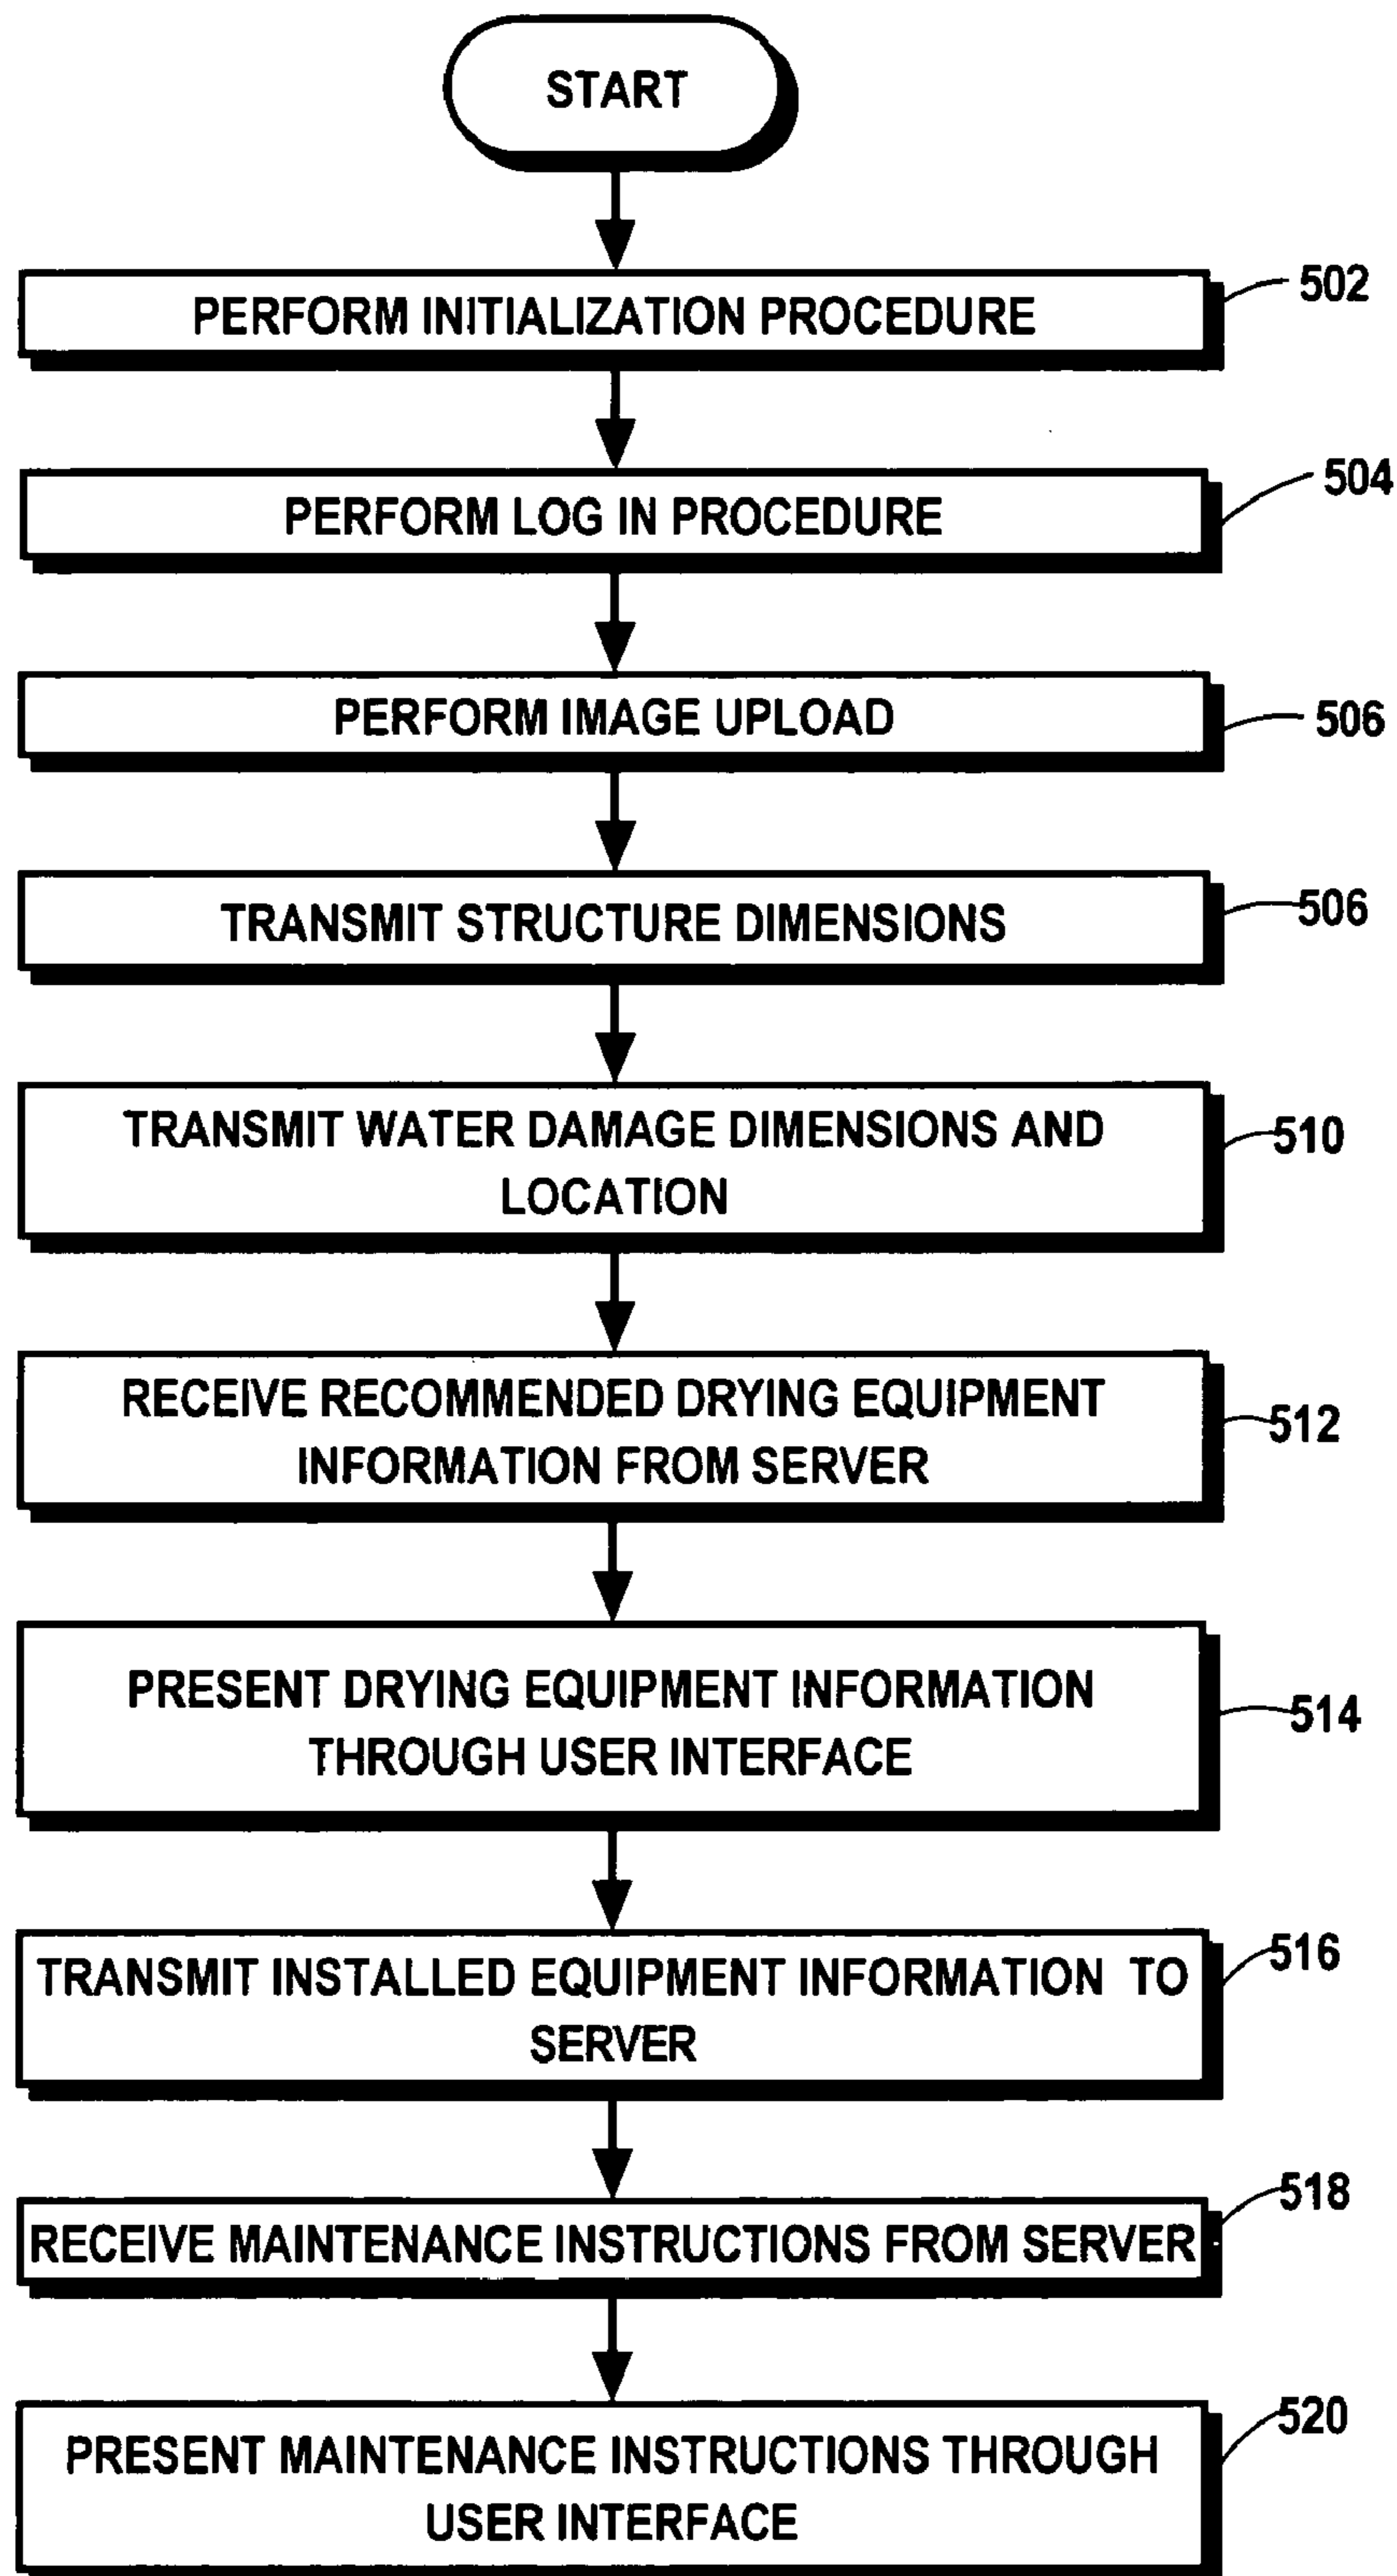 START
PERFORM INITIALIZATION PROCEDURE
502
PERFORM LOG IN PROCEDURE
504
PERFORM IMAGE UPLOAD
506
TRANSMIT STRUCTURE DIMENSIONS
506
TRANSMIT WATER DAMAGE DIMENSIONS AND
LOCATION
510
RECEIVE RECOMMENDED DRYING EQUIPMENT
INFORMATION FROM SERVER
512
PRESENT DRYING EQUIPMENT INFORMATION
THROUGH USER INTERFACE
514
TRANSMIT INSTALLED EQUIPMENT INFORMATION TO
SERVER
516
RECEIVE MAINTENANCE INSTRUCTIONS FROM SERVER
518
PRESENT MAINTENANCE INSTRUCTIONS THROUGH
USER INTERFACE
520